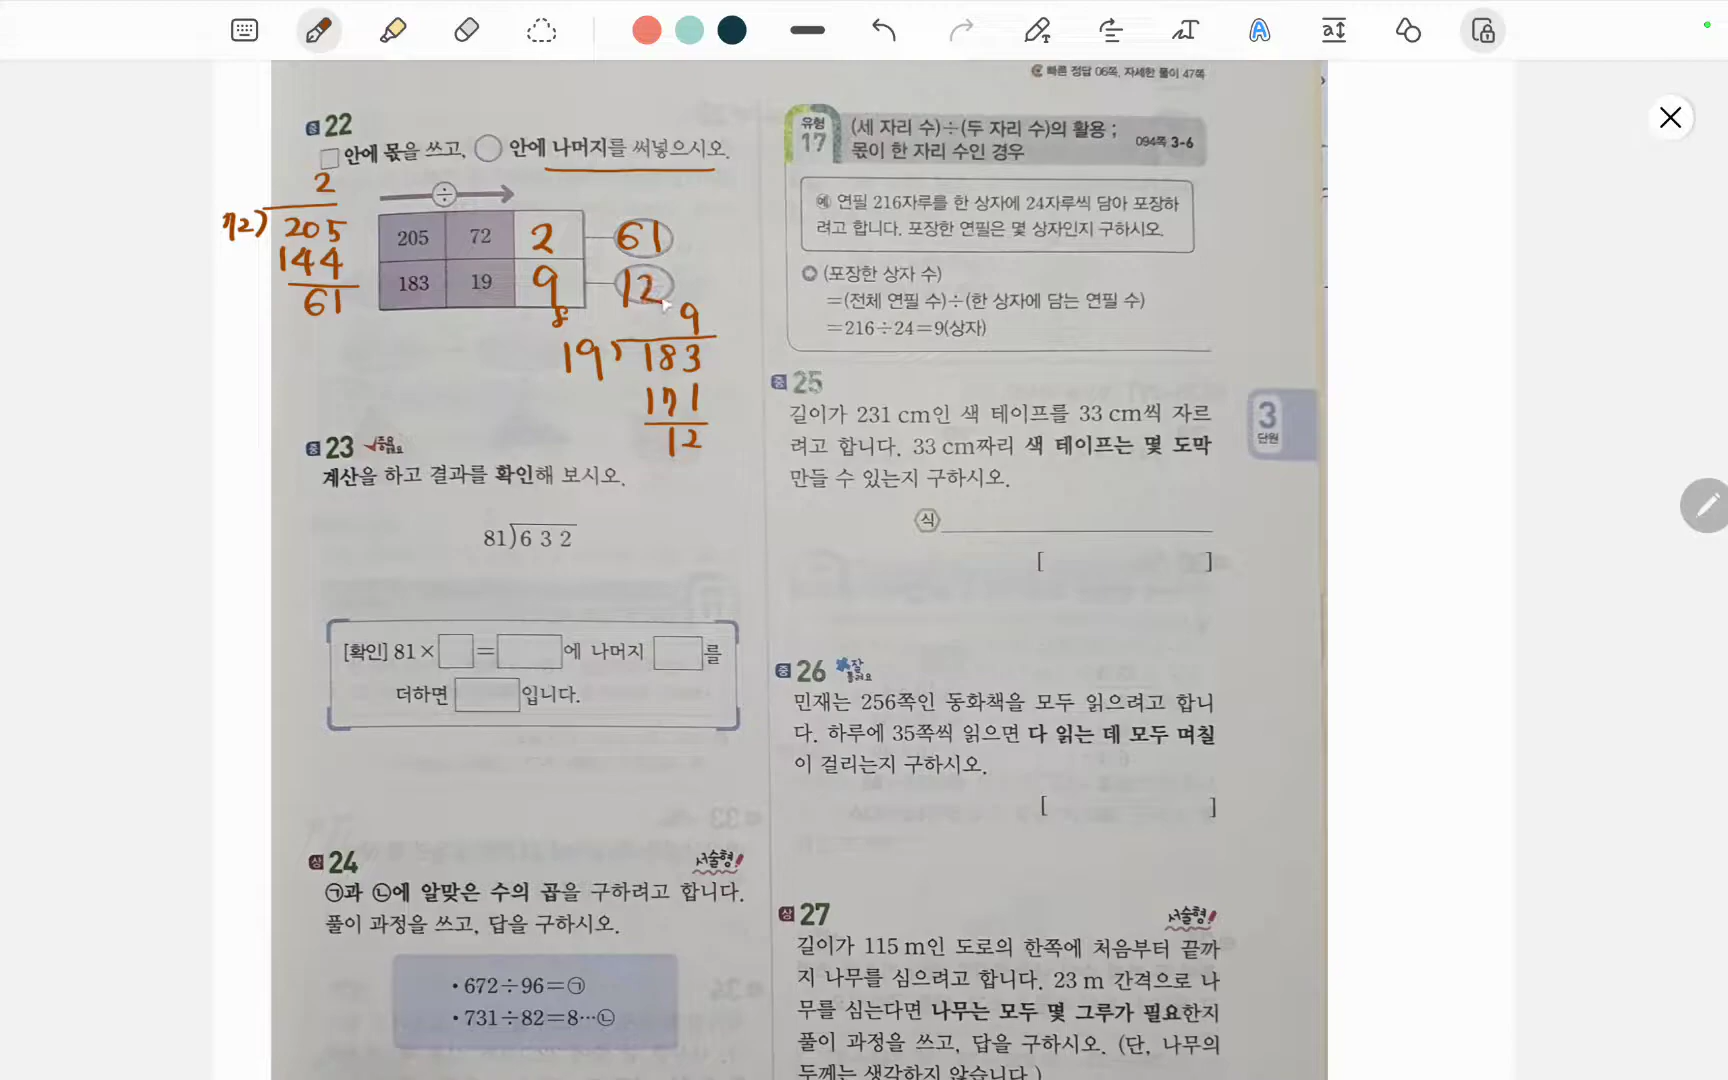 빠른 정답 06쪽, 자세한 풀이 47쪽
중 22
□ 안에 몫을 쓰고, ○ 안에 나머지를 써넣으시오.
÷
205 72 2 61
183 19 9 12
2
72)205
144
61
9
19)183
171
12
중 23 중요해요
계산을 하고 결과를 확인해 보시오.
81)6 3 2
[확인] 81×□=□에 나머지 □를
더하면 □입니다.
상 24 서술형!
㉠과 ㉡에 알맞은 수의 곱을 구하려고 합니다.
풀이 과정을 쓰고, 답을 구하시오.
• 672÷96=㉠
• 731÷82=8…㉡
유형 17 (세 자리 수)÷(두 자리 수)의 활용 ;
몫이 한 자리 수인 경우 094쪽 3-6
예 연필 216자루를 한 상자에 24자루씩 담아 포장하
려고 합니다. 포장한 연필은 몇 상자인지 구하시오.
(포장한 상자 수)
=(전체 연필 수)÷(한 상자에 담는 연필 수)
=216÷24=9(상자)
중 25
길이가 231 cm인 색 테이프를 33 cm씩 자르
려고 합니다. 33 cm짜리 색 테이프는 몇 도막
만들 수 있는지 구하시오.
식
[ ]
중 26 잘 틀려요
민재는 256쪽인 동화책을 모두 읽으려고 합니
다. 하루에 35쪽씩 읽으면 다 읽는 데 모두 며칠
이 걸리는지 구하시오.
[ ]
상 27 서술형!
길이가 115 m인 도로의 한쪽에 처음부터 끝까
지 나무를 심으려고 합니다. 23 m 간격으로 나
무를 심는다면 나무는 모두 몇 그루가 필요한지
풀이 과정을 쓰고, 답을 구하시오. (단, 나무의
두께는 생각하지 않습니다.)
3
단원